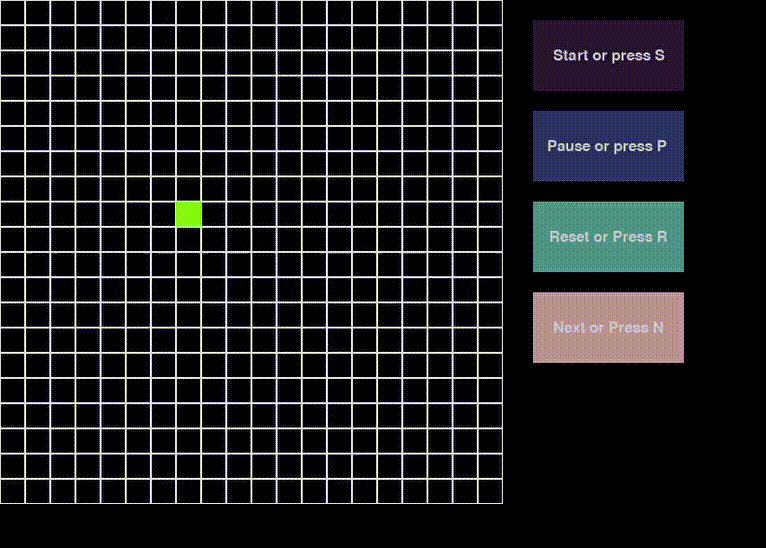 Start or press S
Pause or press P
Reset or Press R
Next or Press N